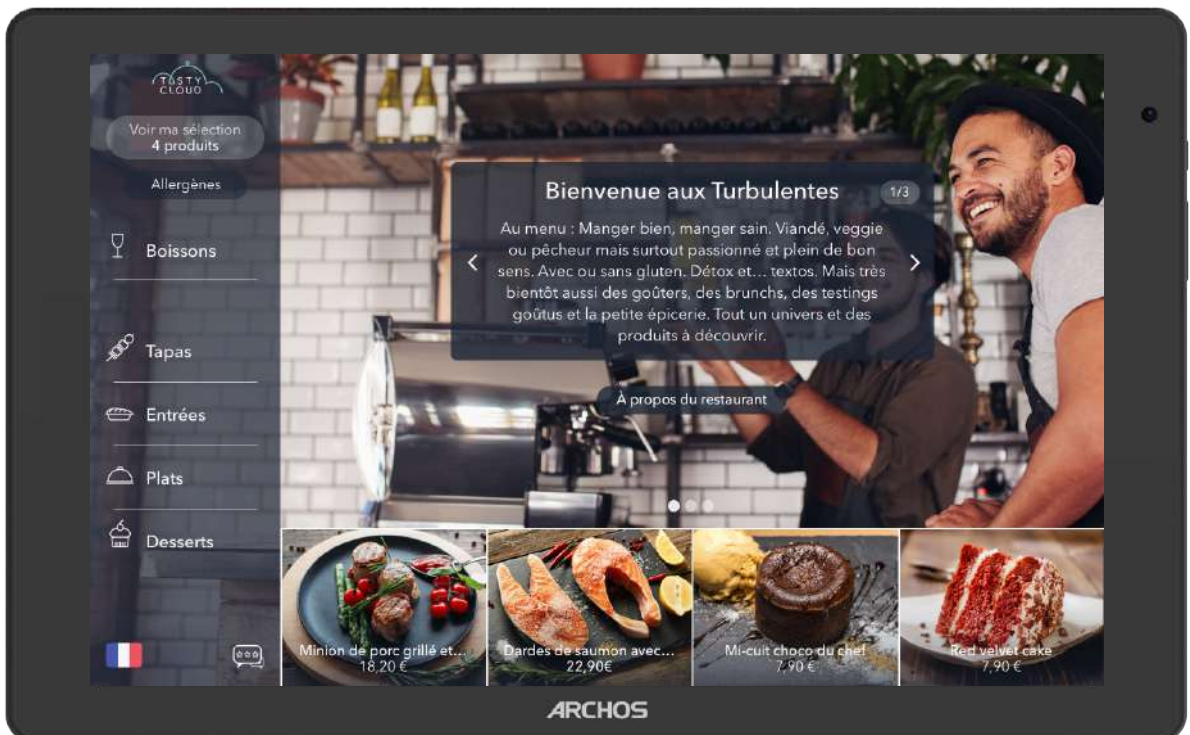 TASTY
CLOUD
Voir ma sélection
4 produits
Allergènes
Boissons
Tapas
Entrées
Plats
Desserts
Bienvenue aux Turbulentes
1/3
Au menu : Manger bien, manger sain. Viandé, veggie
ou pêcheur mais surtout passionné et plein de bon
sens. Avec ou sans gluten. Détox et... textos. Mais très
bientôt aussi des goûters, des brunchs, des testings
goûtus et la petite épicerie. Tout un univers et des
produits à découvrir.
À propos du restaurant
Minion de porc grillé et...
18,20 €
Dardes de saumon avec...
22,90€
Mi-cuit choco du chef
7,90 €
Red velvet cake
7,90 €
ARCHOS